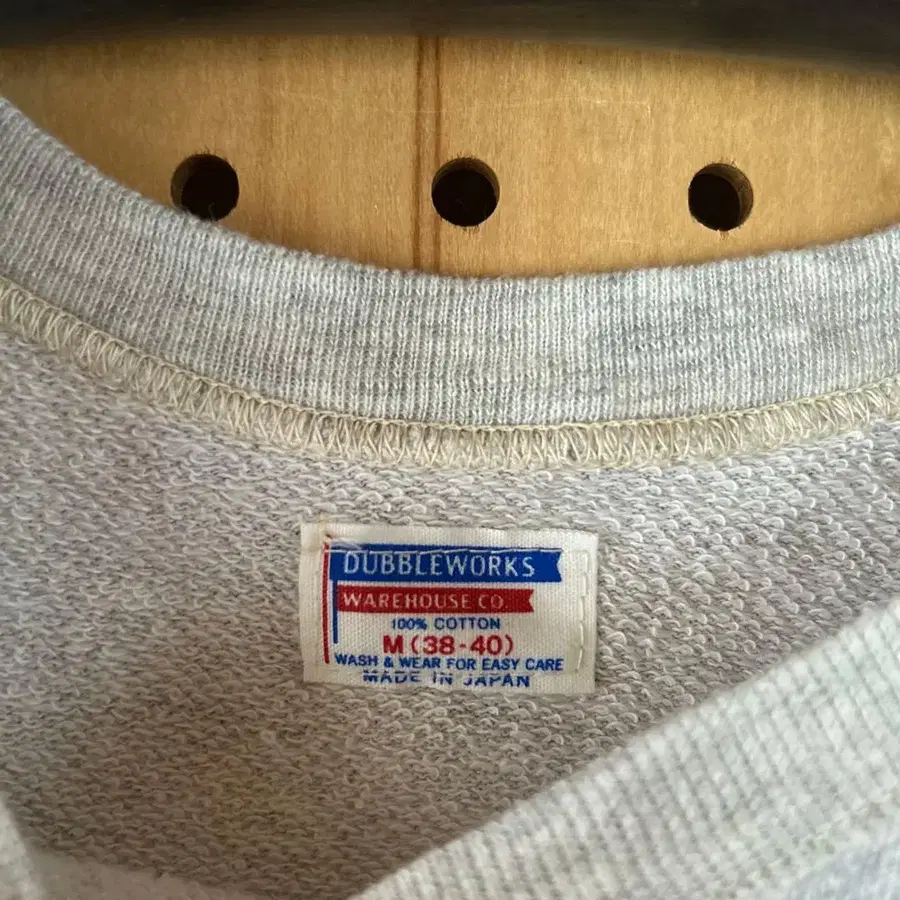 DUBBLEWORKS
WAREHOUSE CO.
100% COTTON
M (38-40)
WASH & WEAR FOR EASY CARE
MADE IN JAPAN